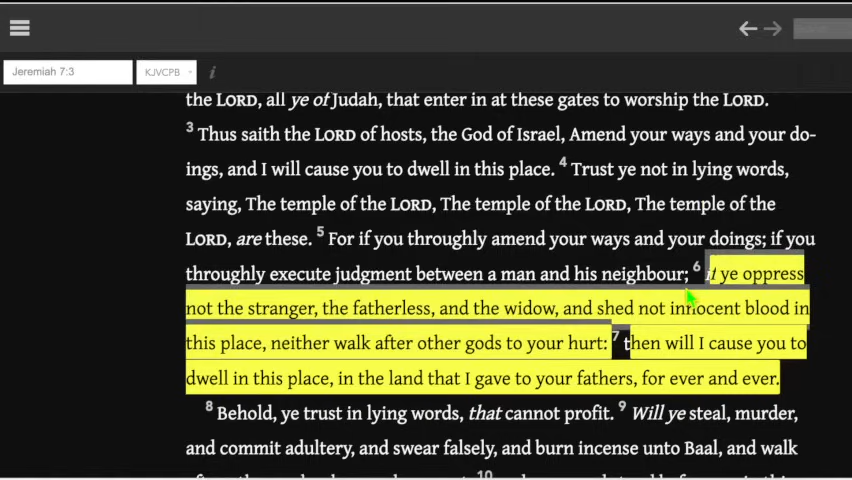 Jeremiah 7:3 KJVCPB i
the LORD, all ye of Judah, that enter in at these gates to worship the LORD.
3 Thus saith the LORD of hosts, the God of Israel, Amend your ways and your do-
ings, and I will cause you to dwell in this place. 4 Trust ye not in lying words,
saying, The temple of the LORD, The temple of the LORD, The temple of the
LORD, are these. 5 For if you throughly amend your ways and your doings; if you
throughly execute judgment between a man and his neighbour; 6 if ye oppress
not the stranger, the fatherless, and the widow, and shed not innocent blood in
this place, neither walk after other gods to your hurt: 7 then will I cause you to
dwell in this place, in the land that I gave to your fathers, for ever and ever.
8 Behold, ye trust in lying words, that cannot profit. 9 Will ye steal, murder,
and commit adultery, and swear falsely, and burn incense unto Baal, and walk
10